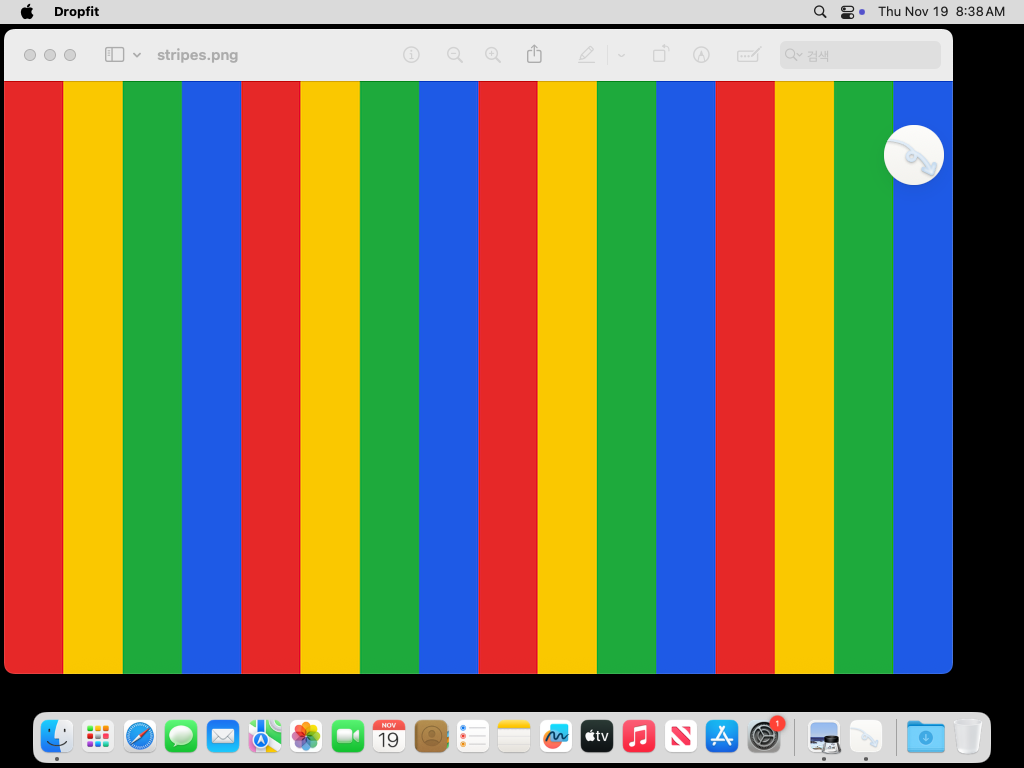 Dropfit
Thu Nov 19 8:38 AM
stripes.png
검색
NOV
19
tv
1